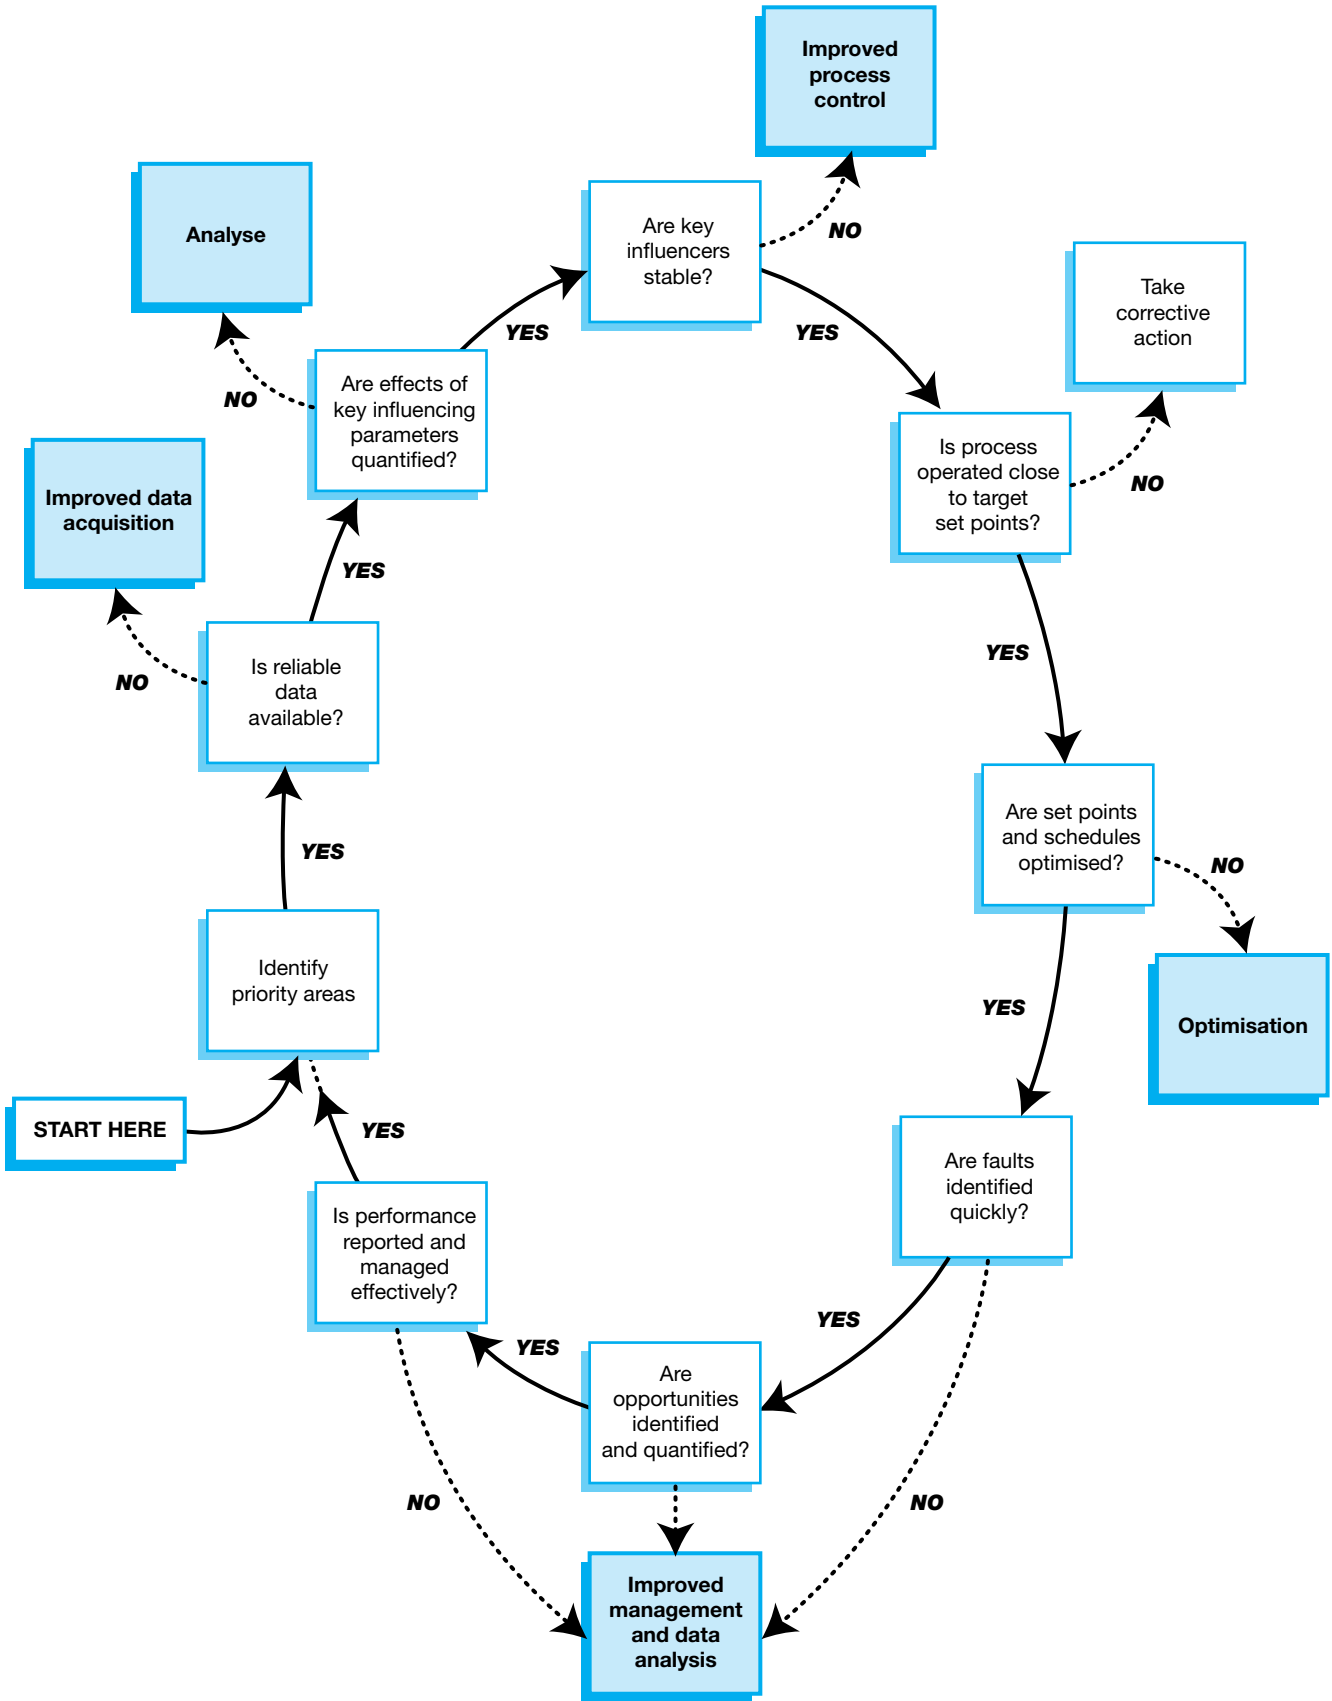 Improved
process
control
Analyse
Are key
influencers
stable?
NO
Take
corrective
action
YES
YES
Are effects of
key influencing
parameters
quantified?
NO
Is process
operated close
to target
set points?
NO
Improved data
acquisition
YES
YES
Is reliable
data
available?
NO
Are set points
and schedules
optimised?
NO
YES
Identify
priority areas
YES
Optimisation
START HERE
YES
Are faults
identified
quickly?
Is performance
reported and
managed
effectively?
YES
YES
Are
opportunities
identified
and quantified?
NO
NO
Improved
management
and data
analysis